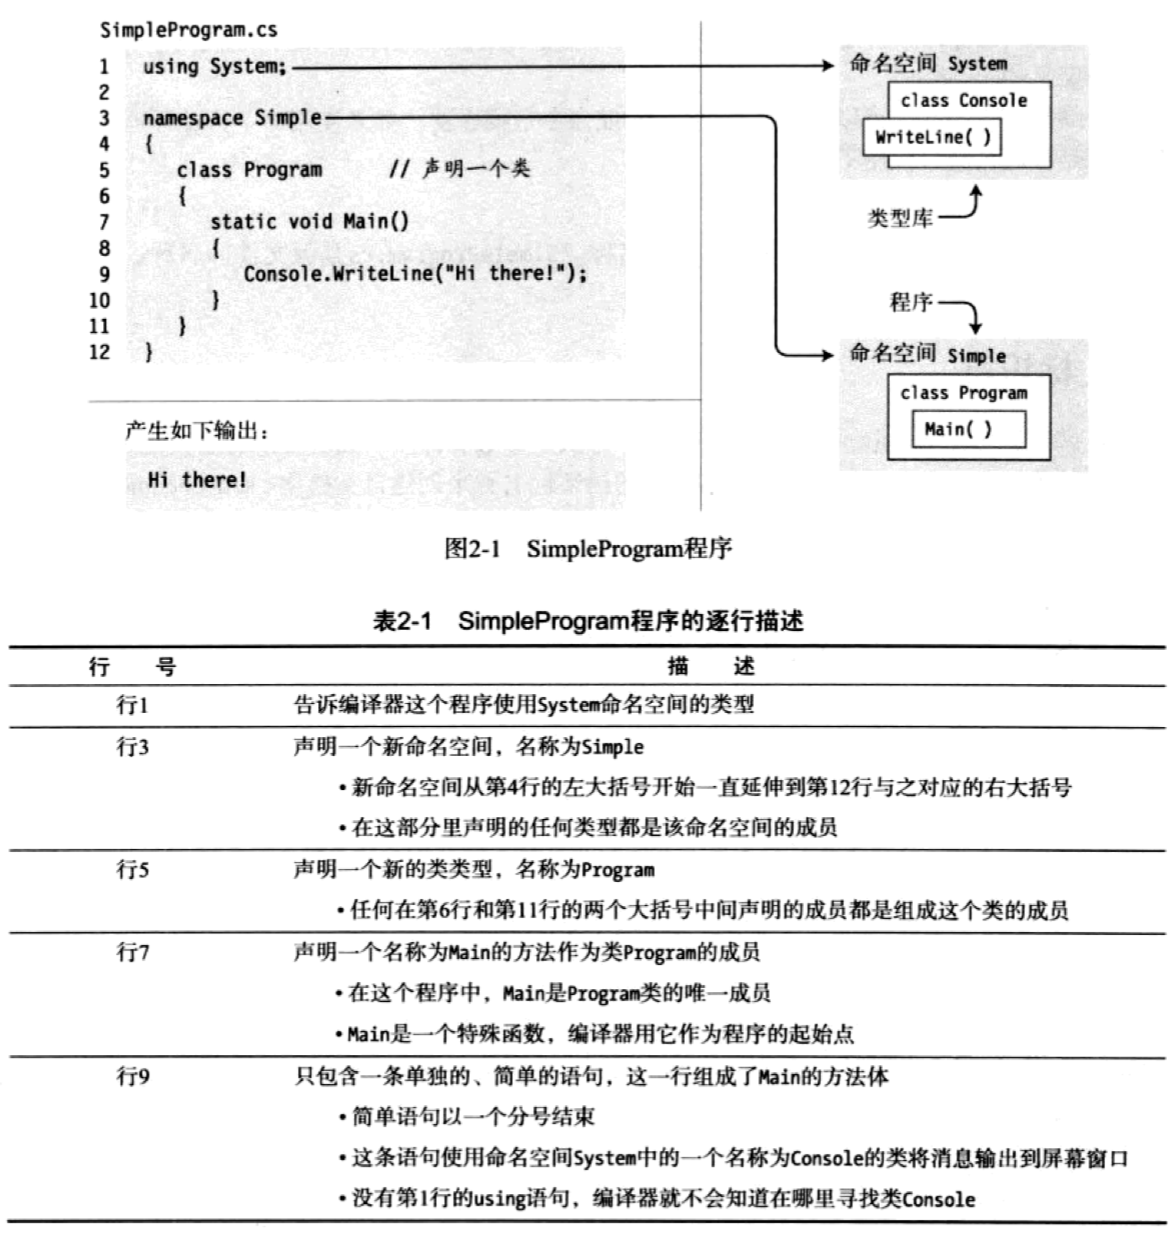 SimpleProgram.cs
1 using System;
2
3 namespace Simple
4 {
5 class Program // 声明一个类
6 {
7 static void Main()
8 {
9 Console.WriteLine("Hi there!");
10 }
11 }
12 }
产生如下输出：
Hi there!
命名空间 System
class Console
WriteLine( )
类型库
程序
命名空间 Simple
class Program
Main( )
图2-1 SimpleProgram程序
表2-1 SimpleProgram程序的逐行描述
行 号 描 述
行1 告诉编译器这个程序使用System命名空间的类型
行3 声明一个新命名空间，名称为Simple
•新命名空间从第4行的左大括号开始一直延伸到第12行与之对应的右大括号
•在这部分里声明的任何类型都是该命名空间的成员
行5 声明一个新的类类型，名称为Program
•任何在第6行和第11行的两个大括号中间声明的成员都是组成这个类的成员
行7 声明一个名称为Main的方法作为类Program的成员
•在这个程序中，Main是Program类的唯一成员
•Main是一个特殊函数，编译器用它作为程序的起始点
行9 只包含一条单独的、简单的语句，这一行组成了Main的方法体
•简单语句以一个分号结束
•这条语句使用命名空间System中的一个名称为Console的类将消息输出到屏幕窗口
•没有第1行的using语句，编译器就不会知道在哪里寻找类Console